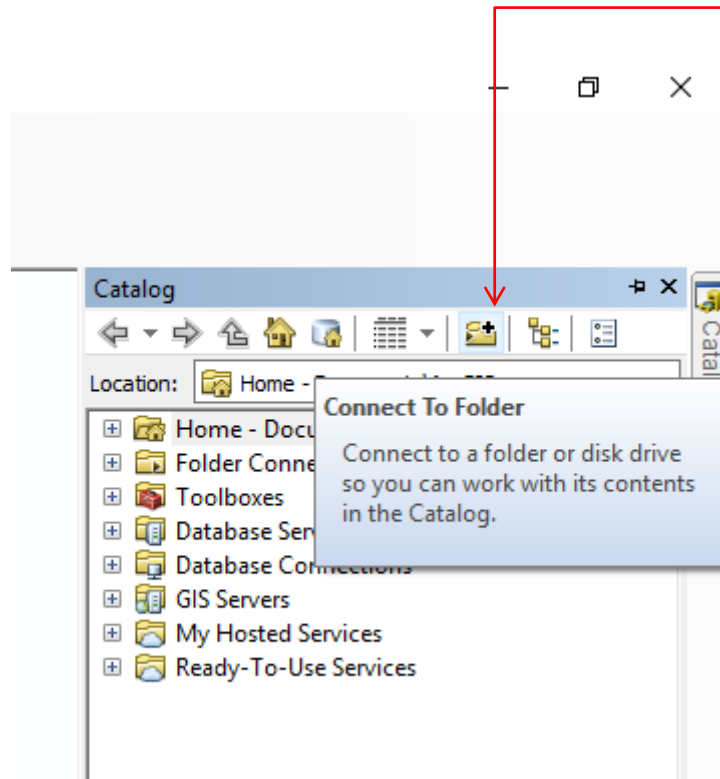 Catalog
Location: Home -
Connect To Folder
Connect to a folder or disk drive
so you can work with its contents
in the Catalog.
Home - Docu
Folder Conne
Toolboxes
Database Ser
Database Connections
GIS Servers
My Hosted Services
Ready-To-Use Services
Catal